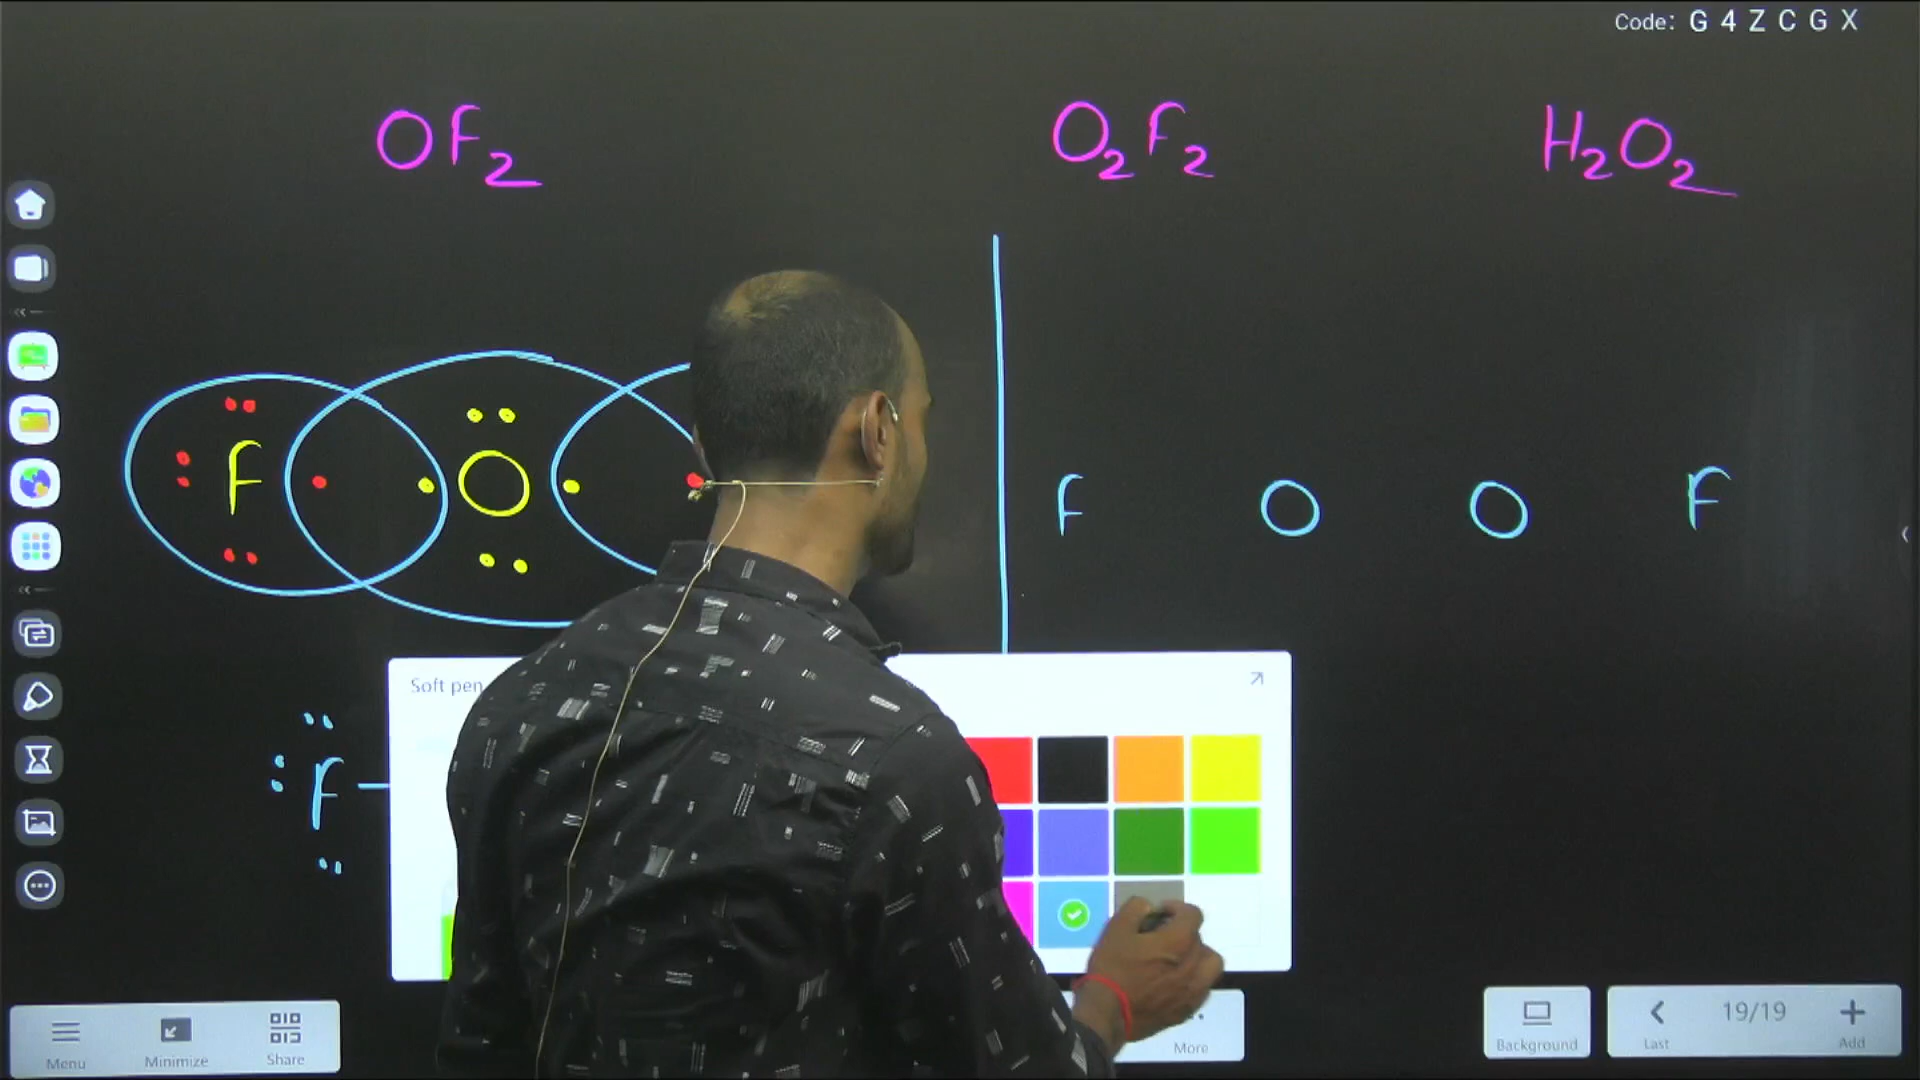 Code: G 4 Z C G X
OF2
O2F2
H2O2
F O
F O O F
Soft pen
F
Menu
Minimize
Share
More
Background
Last
19/19
Add